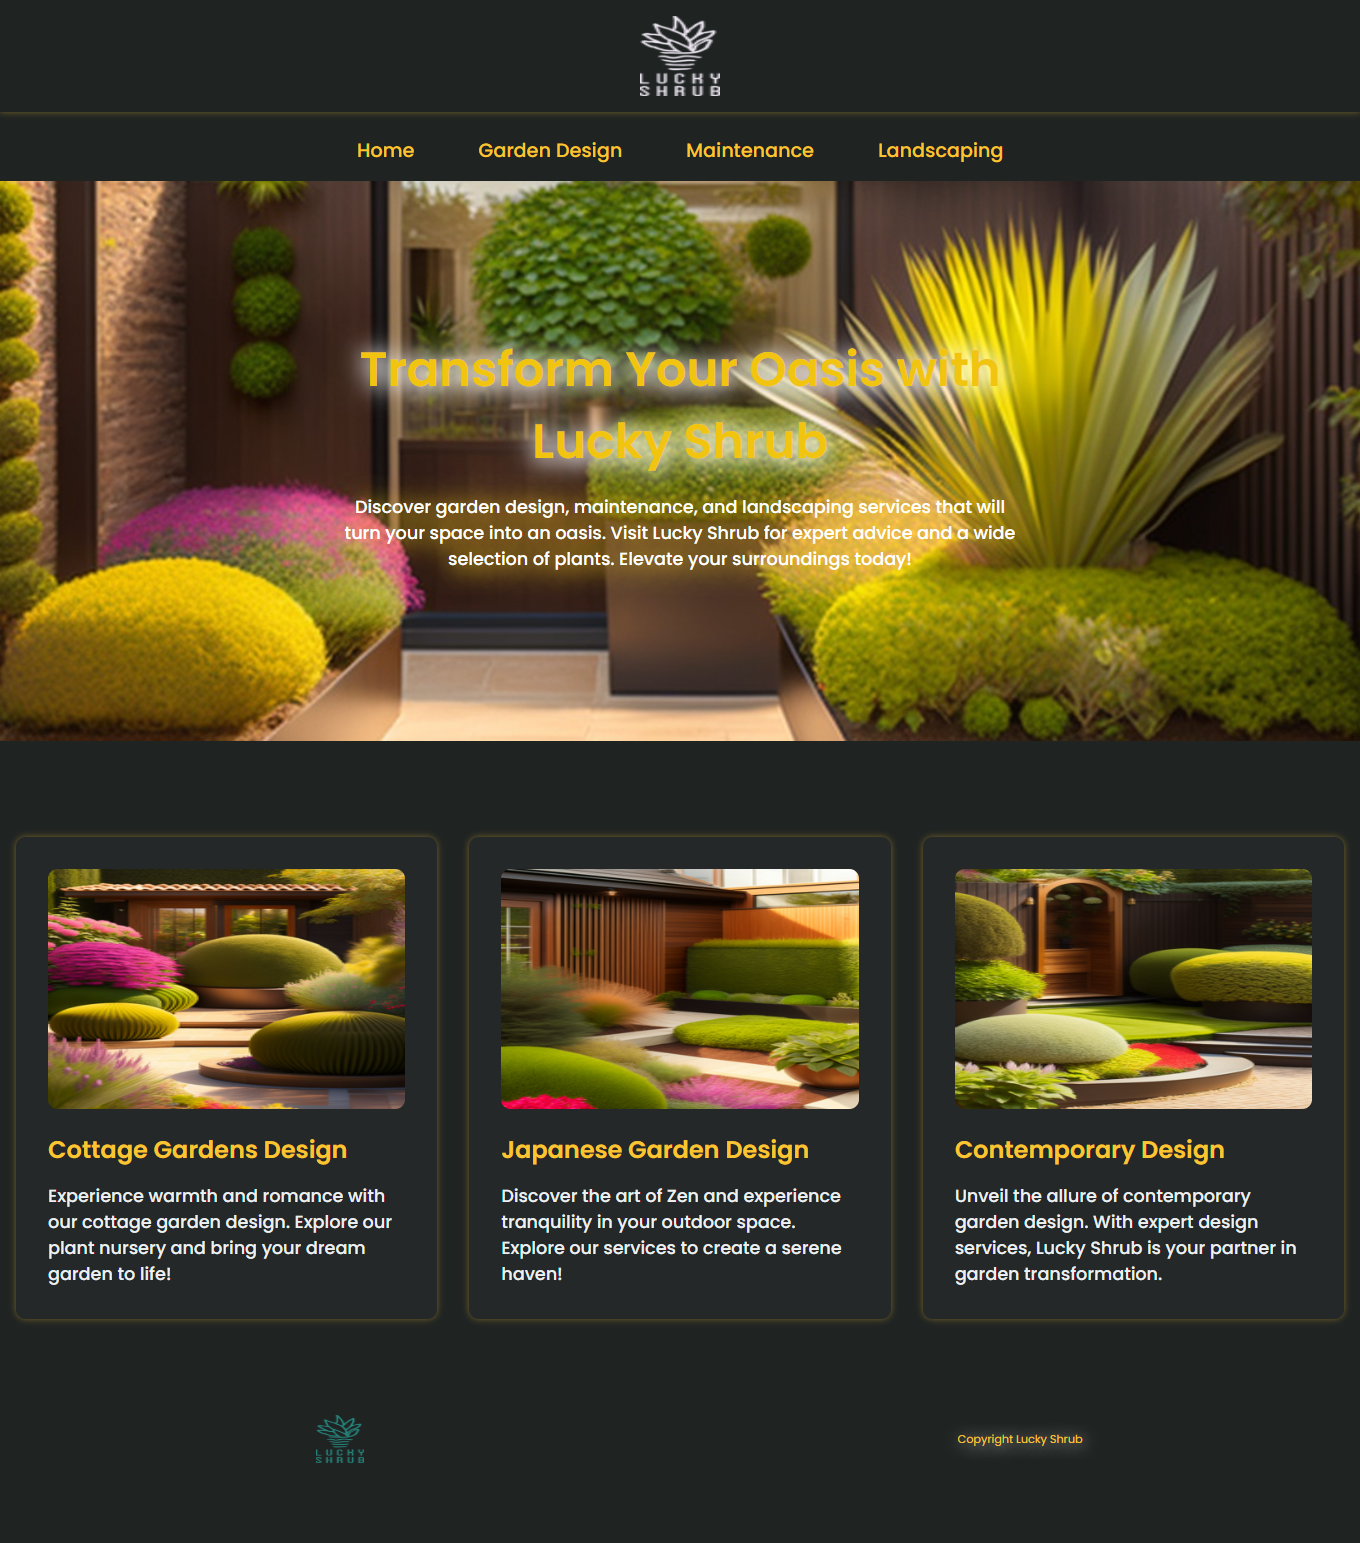 LUCKY
SHRUB
Home Garden Design Maintenance Landscaping
Transform Your Oasis with
Lucky Shrub
Discover garden design, maintenance, and landscaping services that will
turn your space into an oasis. Visit Lucky Shrub for expert advice and a wide
selection of plants. Elevate your surroundings today!
Cottage Gardens Design
Experience warmth and romance with
our cottage garden design. Explore our
plant nursery and bring your dream
garden to life!
Japanese Garden Design
Discover the art of Zen and experience
tranquility in your outdoor space.
Explore our services to create a serene
haven!
Contemporary Design
Unveil the allure of contemporary
garden design. With expert design
services, Lucky Shrub is your partner in
garden transformation.
LUCKY
SHRUB
Copyright Lucky Shrub